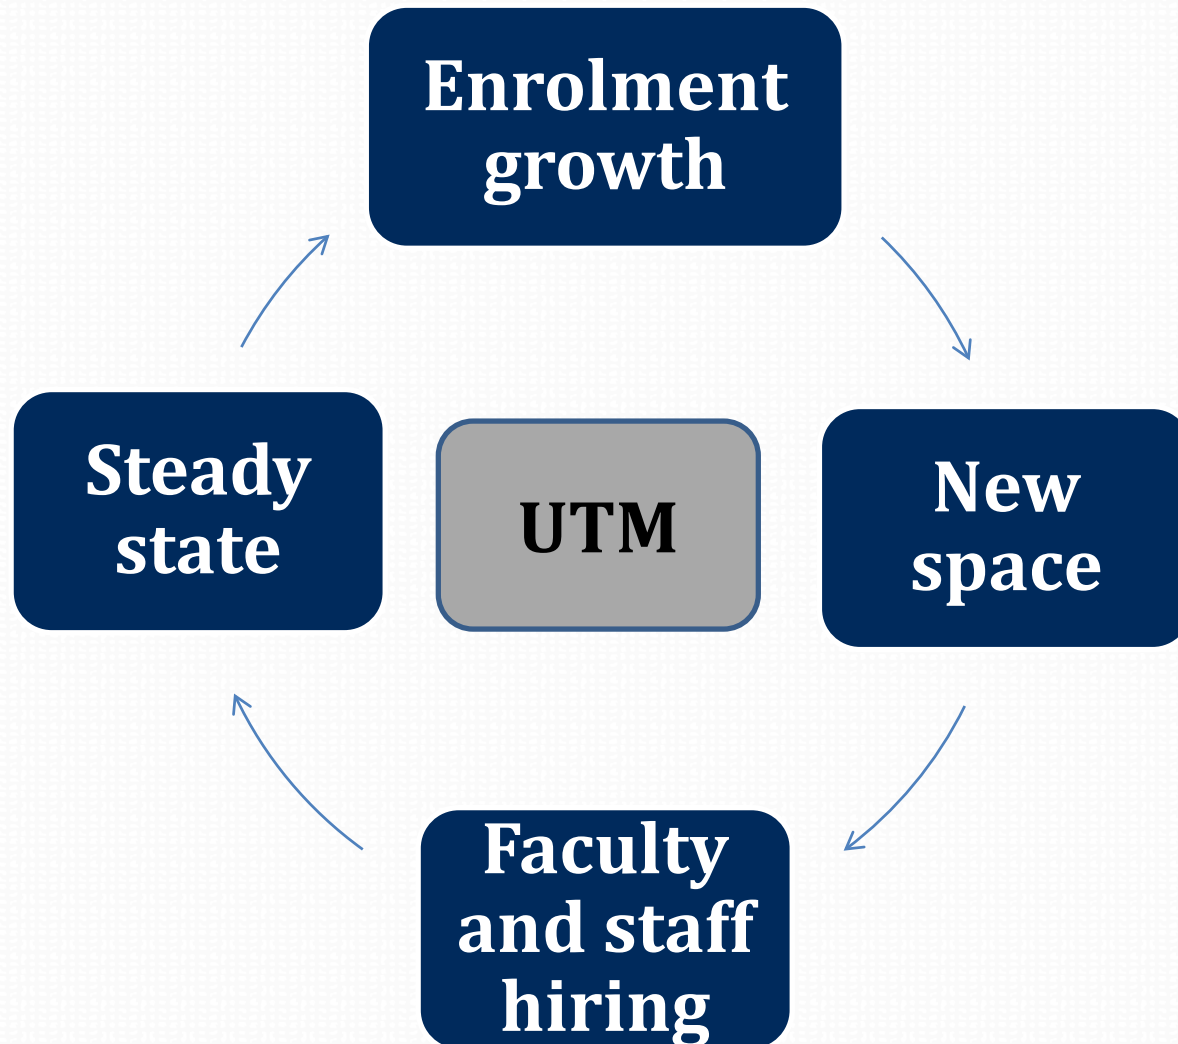 Enrolment
growth
Steady
state
UTM
New
space
Faculty
and staff
hiring